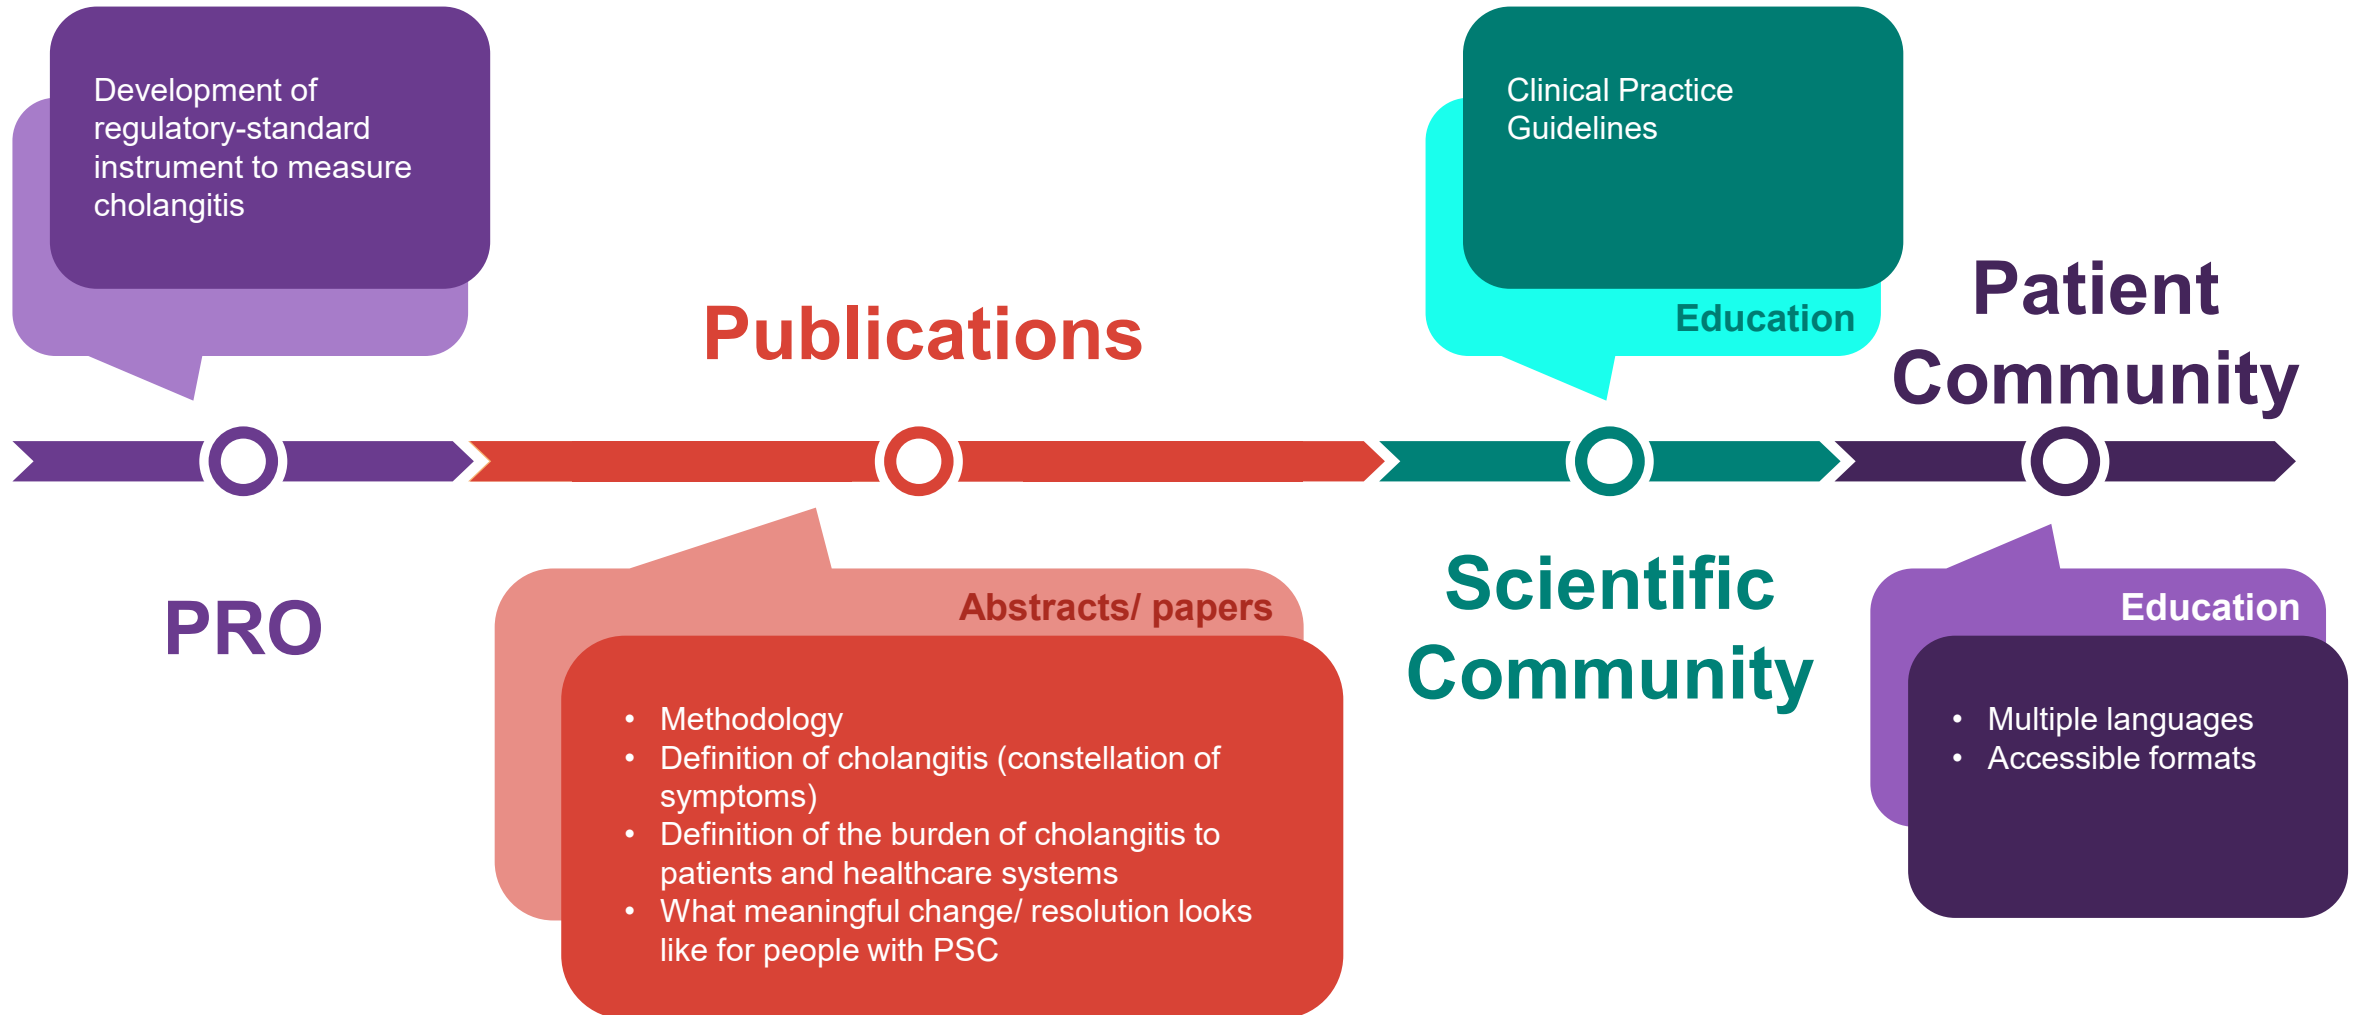 Development of
regulatory-standard
instrument to measure
cholangitis
PRO
Publications
Abstracts/ papers
• Methodology
• Definition of cholangitis (constellation of
symptoms)
• Definition of the burden of cholangitis to
patients and healthcare systems
• What meaningful change/ resolution looks
like for people with PSC
Clinical Practice
Guidelines
Education
Scientific
Community
Patient
Community
Education
• Multiple languages
• Accessible formats